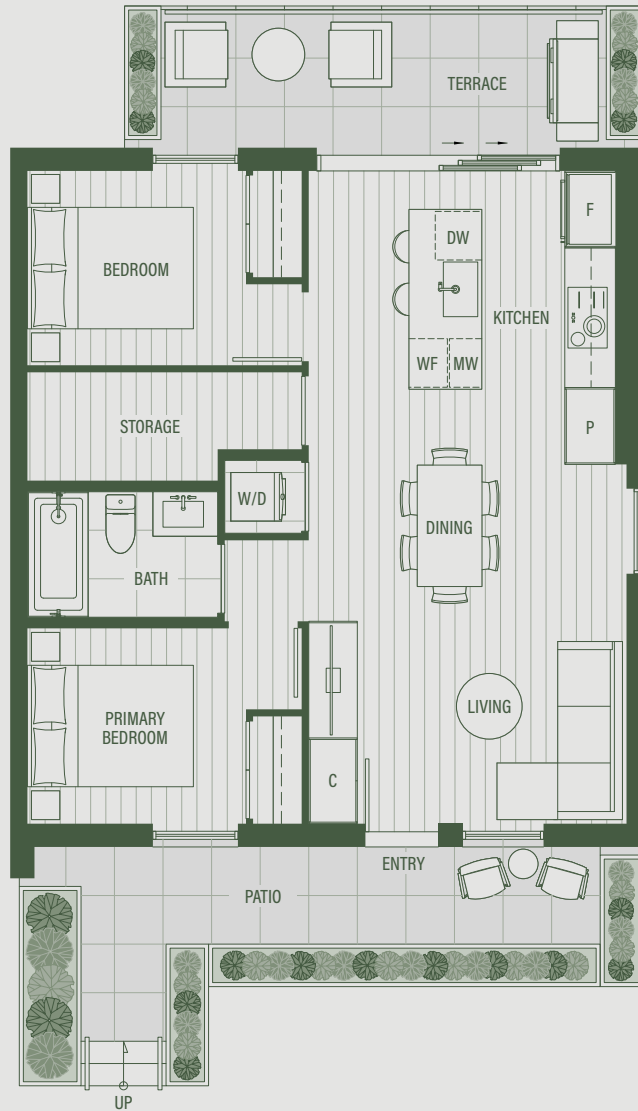 TERRACE
F
DW
BEDROOM
KITCHEN
WF
MW
STORAGE
P
W/D
DINING
BATH
LIVING
PRIMARY
BEDROOM
C
ENTRY
PATIO
UP